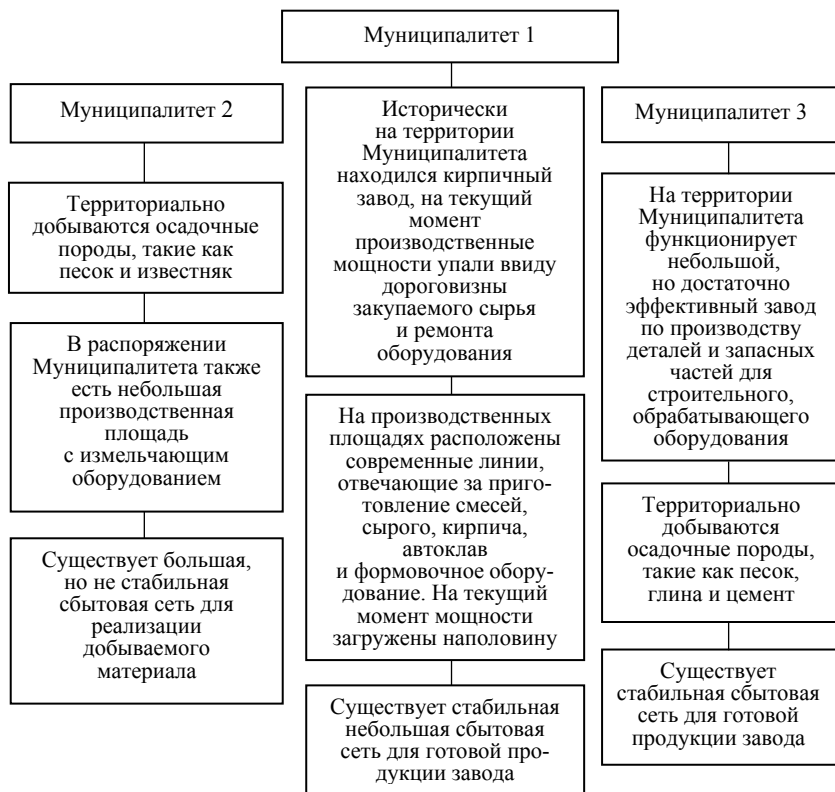 Муниципалитет 1
Муниципалитет 2
Территориально
добываются осадочные
породы, такие как
песок и известняк
В распоряжении
Муниципалитета также
есть небольшая
производственная
площадь
с измельчающим
оборудованием
Существует большая,
но не стабильная
сбытовая сеть для
реализации
добываемого
материала
Исторически
на территории
Муниципалитета
находился кирпичный
завод, на текущий
момент
производственные
мощности упали ввиду
дороговизны
закупаемого сырья
и ремонта
оборудования
На производственных
площадях расположены
современные линии,
отвечающие за приго-
товление смесей,
сырого, кирпича,
автоклав
и формовочное обору-
дование. На текущий
момент мощности
загружены наполовину
Существует стабильная
небольшая сбытовая
сеть для готовой про-
дукции завода
Муниципалитет 3
На территории
Муниципалитета
функционирует
небольшой,
но достаточно
эффективный завод
по производству
деталей и запасных
частей для
строительного,
обрабатывающего
оборудования
Территориально
добываются
осадочные породы,
такие как песок,
глина и цемент
Существует
стабильная сбытовая
сеть для готовой
продукции завода